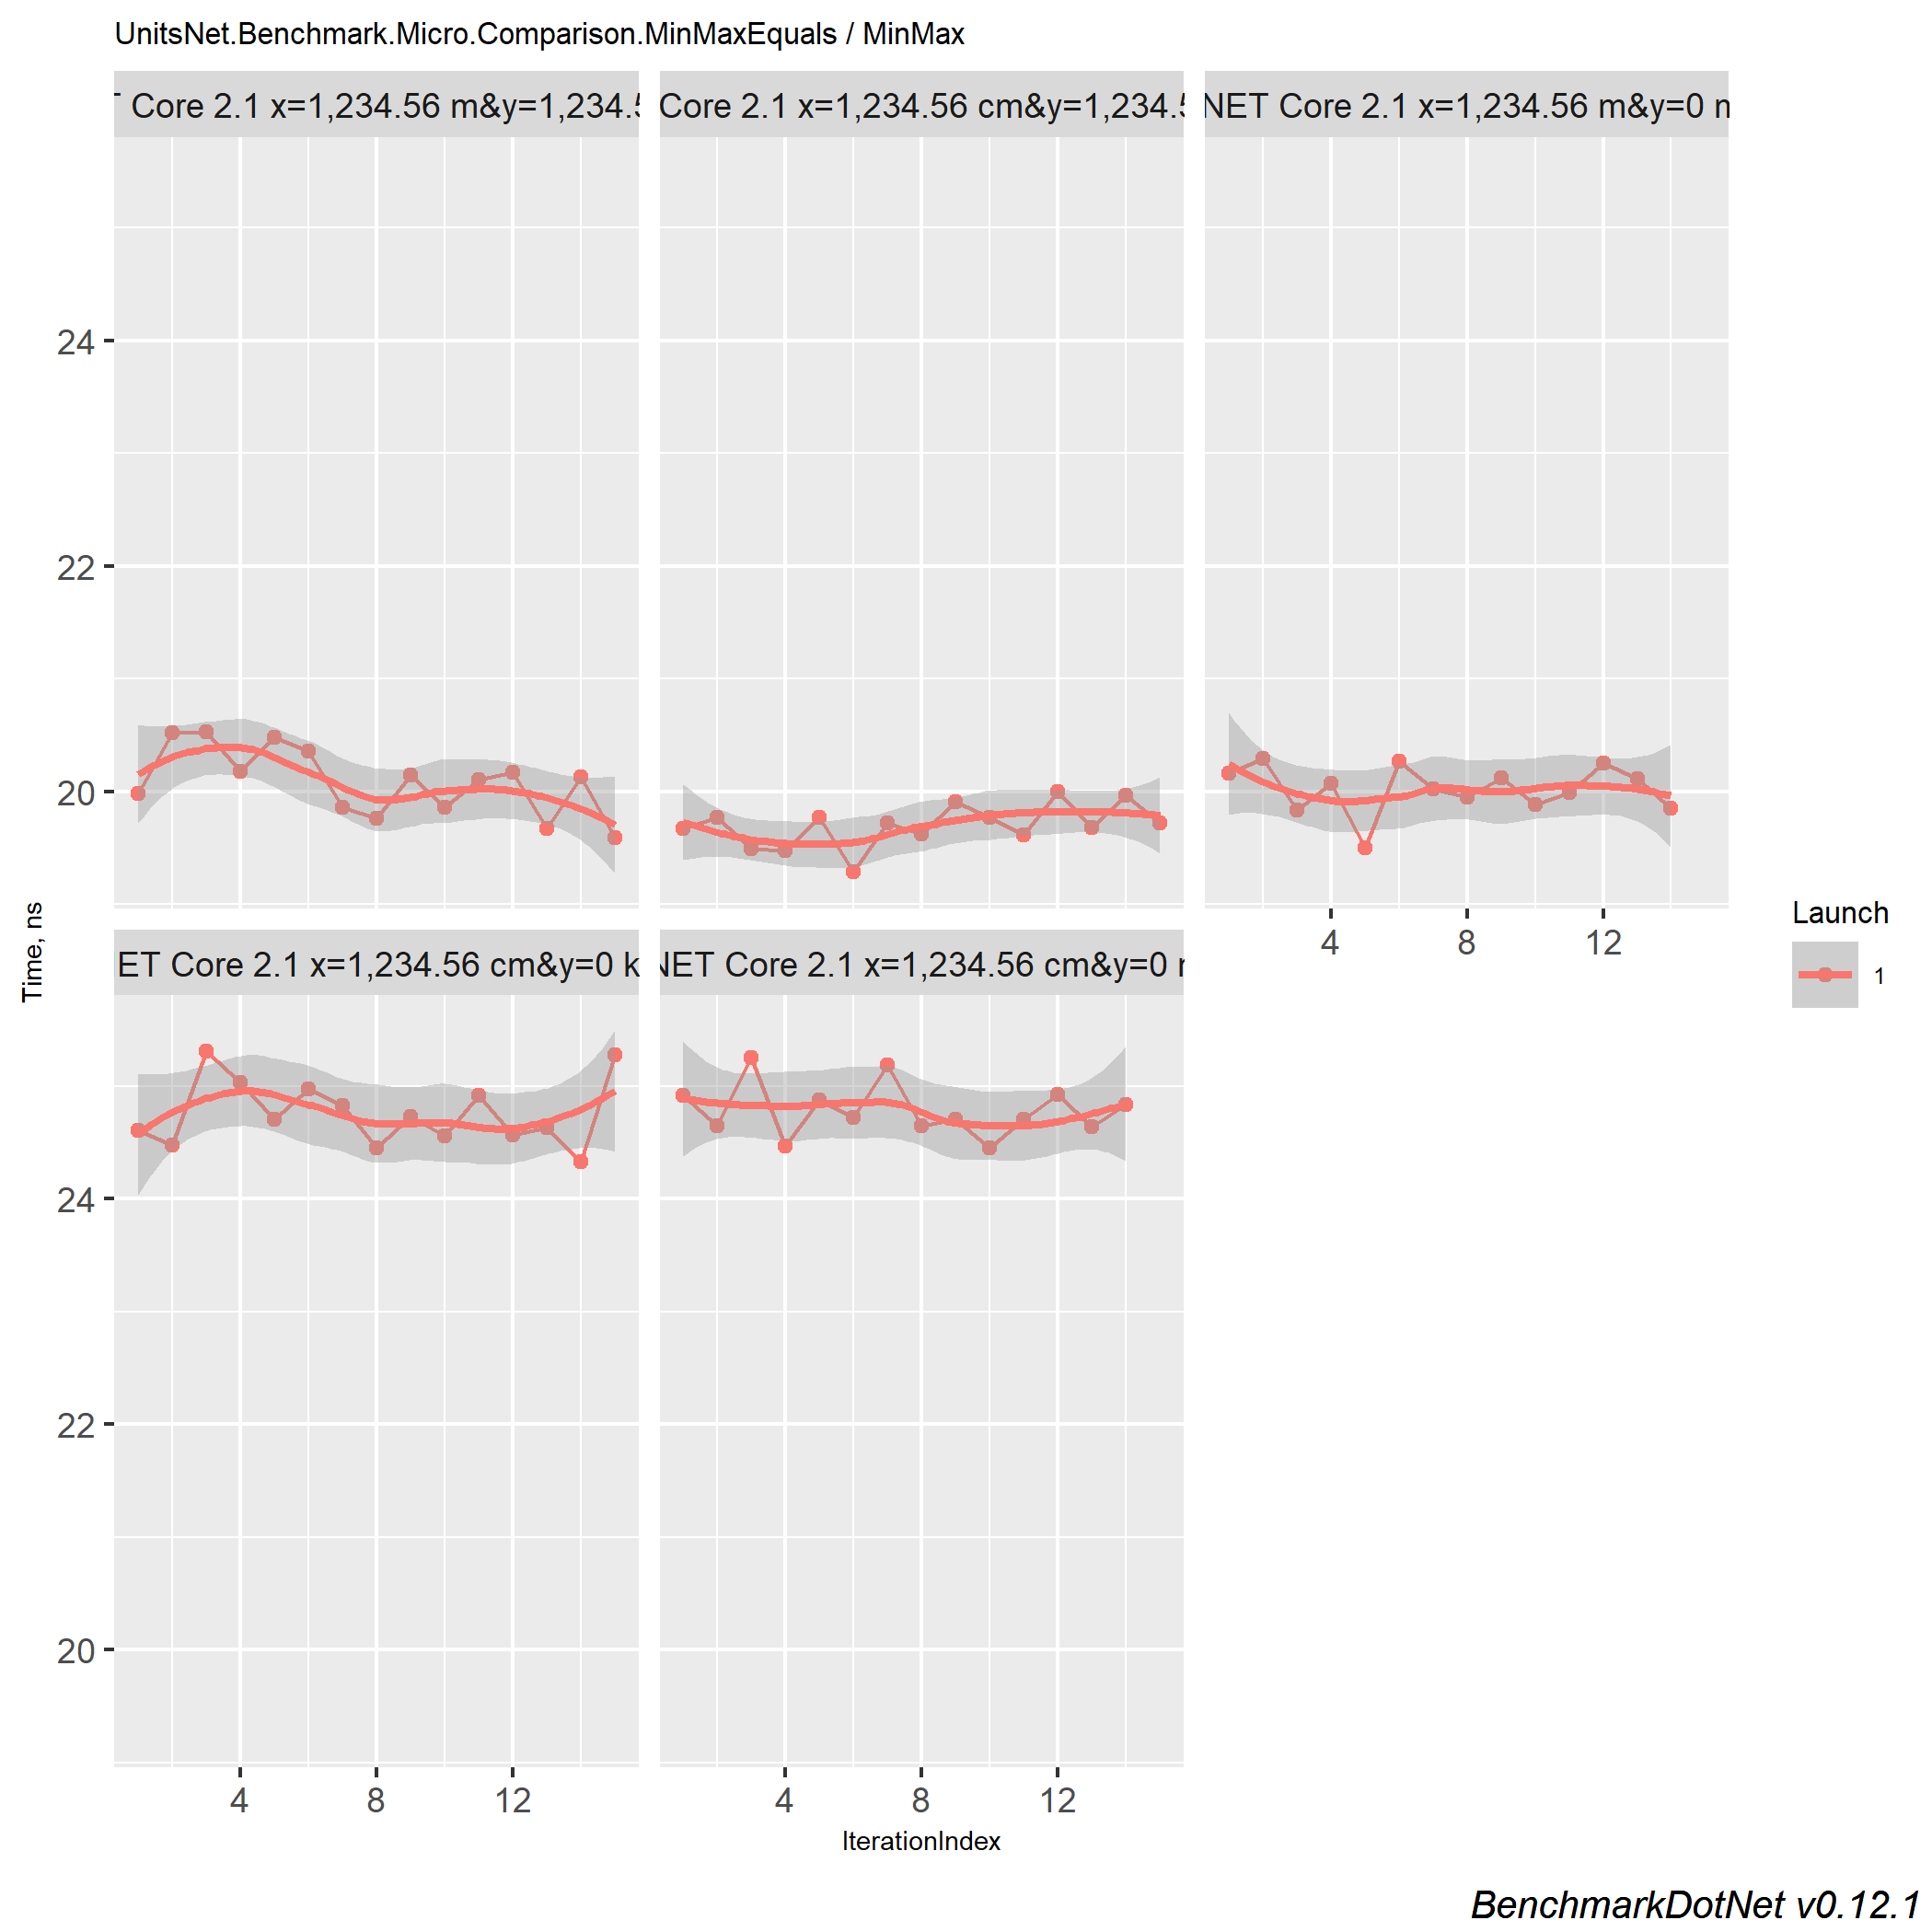 UnitsNet.Benchmark.Micro.Comparison.MinMaxEquals / MinMax
Core 2.1 x=1,234.56 m&y=1,234.5
Core 2.1 x=1,234.56 cm&y=1,234.5
NET Core 2.1 x=1,234.56 m&y=0
24
22
20
4 8 12
Time, ns
Launch
1
ET Core 2.1 x=1,234.56 cm&y=0 k
NET Core 2.1 x=1,234.56 cm&y=0
24
22
20
4 8 12
4 8 12
IterationIndex
BenchmarkDotNet v0.12.1